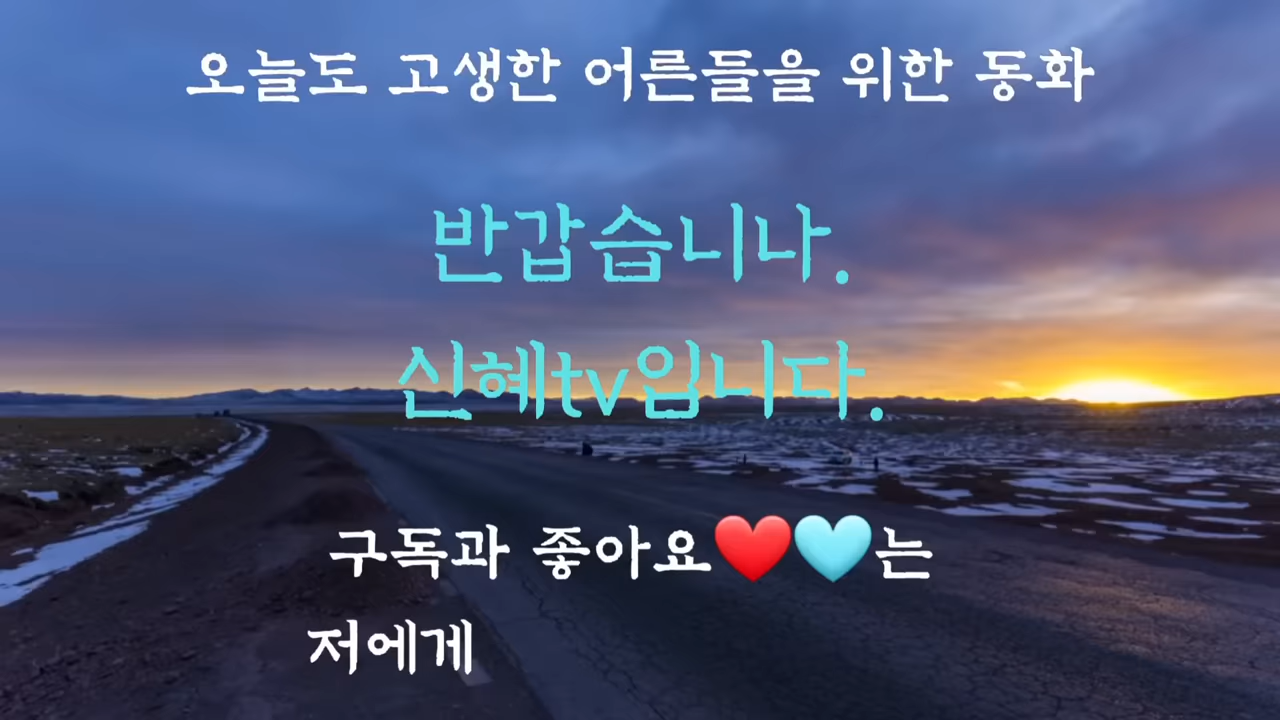 오늘도 고생한 어른들을 위한 동화
반갑습니나.
신혜tv입니다.
구독과 좋아요❤️🩵는
저에게